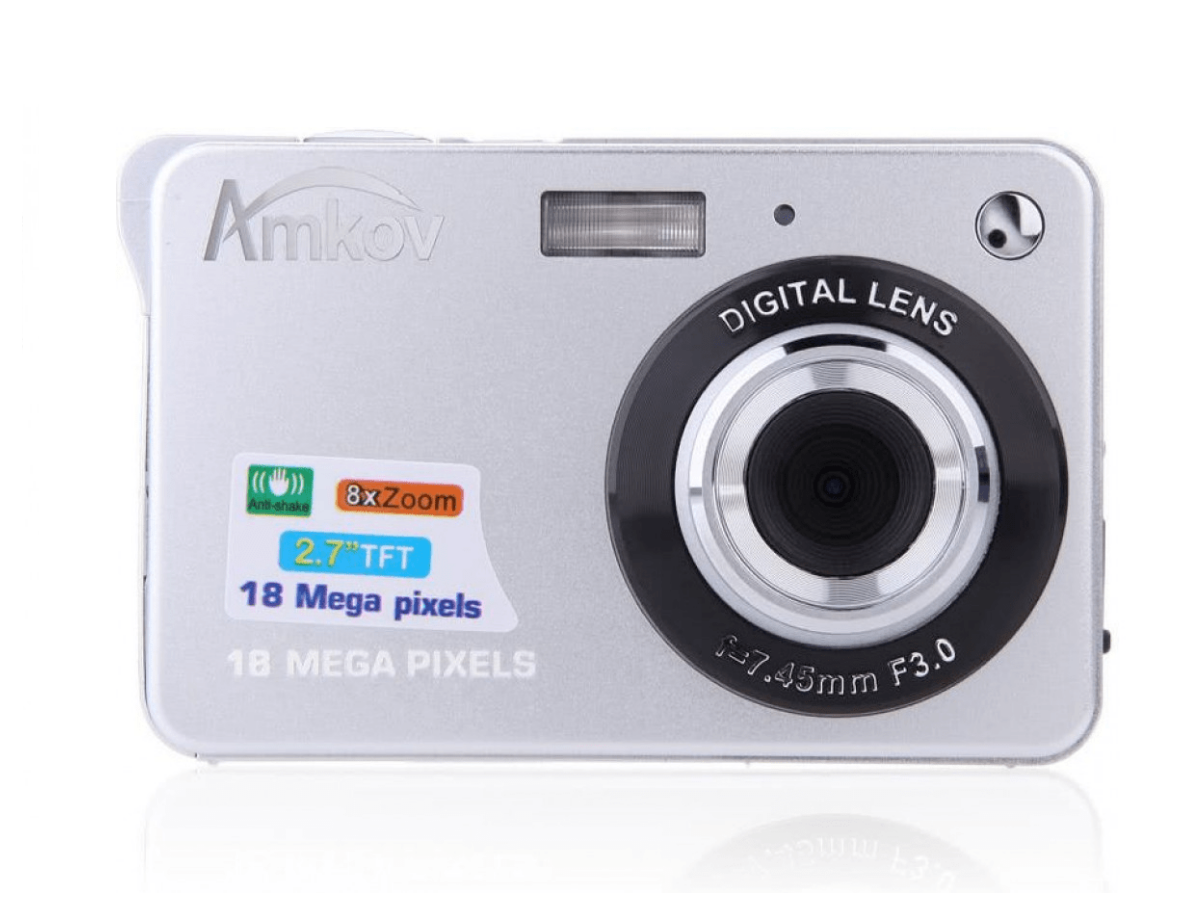 Amkov
DIGITAL LENS
Anti-shake
8xZoom
2.7”TFT
18 Mega pixels
18 MEGA PIXELS
f=7.45mm F3.0